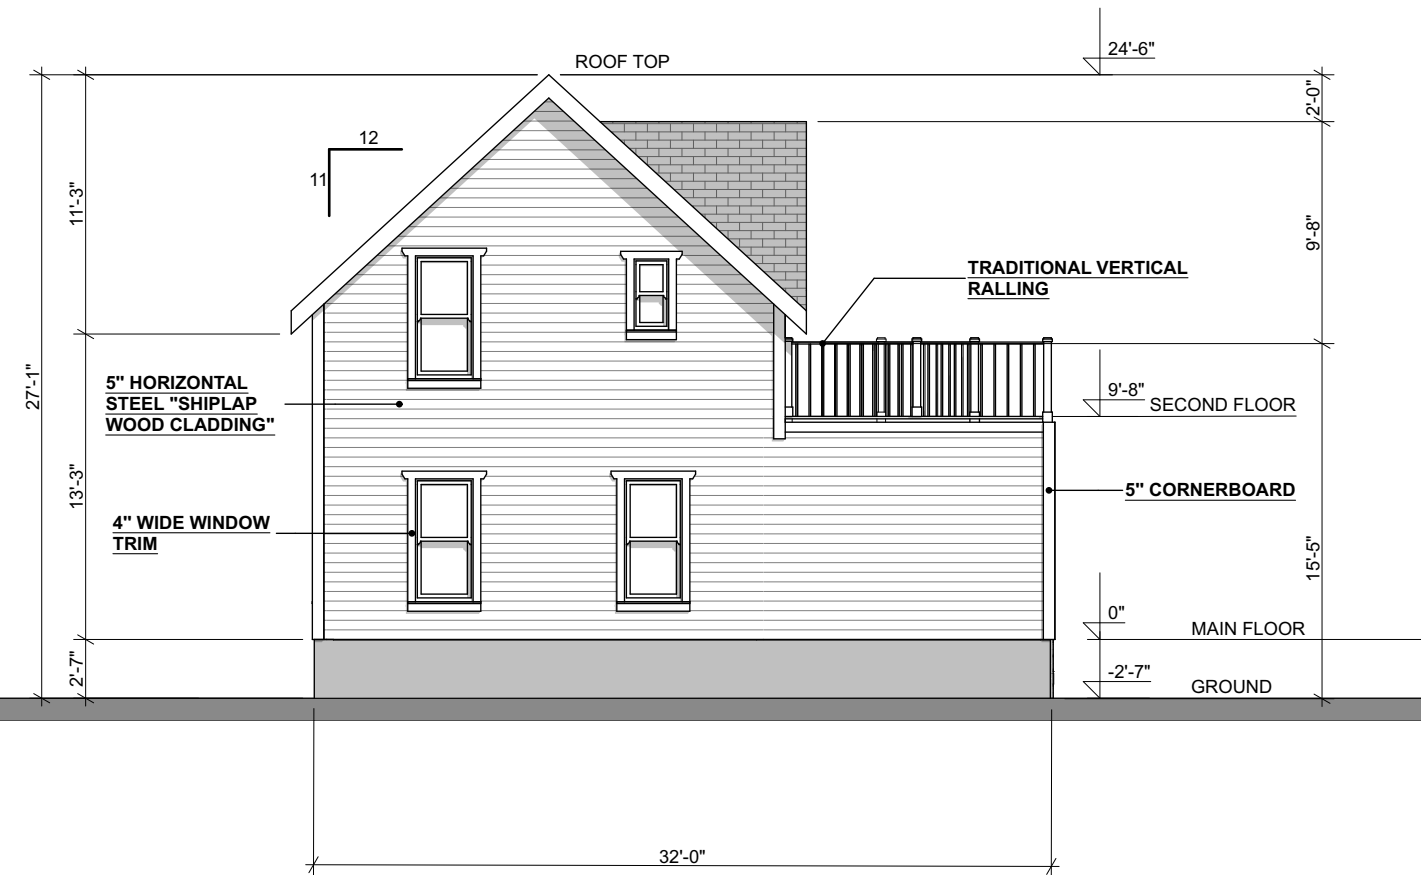 ROOF TOP
24'-6"
2'-0"
12
11
11'-3"
9'-8"
TRADITIONAL VERTICAL
RALLING
27'-1"
5" HORIZONTAL
STEEL "SHIPLAP
WOOD CLADDING"
9'-8"
SECOND FLOOR
13'-3"
5" CORNERBOARD
4" WIDE WINDOW
TRIM
15'-5"
0"
MAIN FLOOR
2'-7"
-2'-7"
GROUND
32'-0"